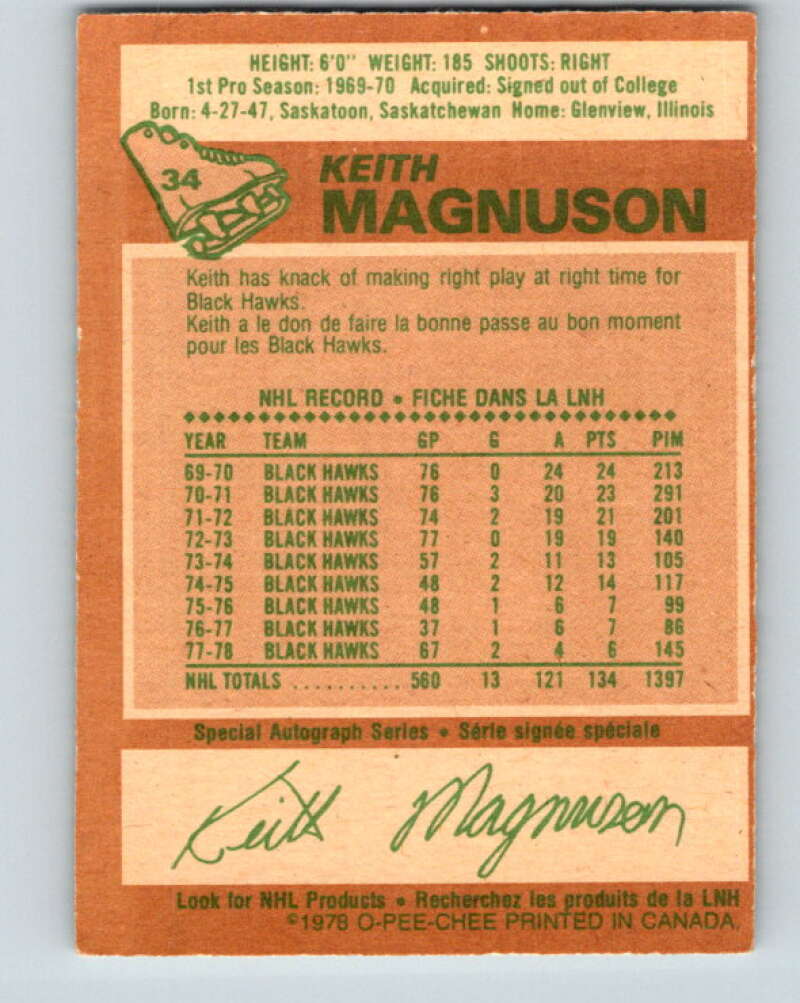 HEIGHT: 6'0" WEIGHT: 185 SHOOTS: RIGHT
1st Pro Season: 1969-70 Acquired: Signed out of College
Born: 4-27-47, Saskatoon, Saskatchewan Home: Glenview, Illinois
34
KEITH
MAGNUSON
Keith has knack of making right play at right time for
Black Hawks.
Keith a le don de faire la bonne passe au bon moment
pour les Black Hawks.
NHL RECORD • FICHE DANS LA LNH
YEAR TEAM GP G A PTS PIM
69-70 BLACK HAWKS 76 0 24 24 213
70-71 BLACK HAWKS 76 3 20 23 291
71-72 BLACK HAWKS 74 2 19 21 201
72-73 BLACK HAWKS 77 0 19 19 140
73-74 BLACK HAWKS 57 2 11 13 105
74-75 BLACK HAWKS 48 2 12 14 117
75-76 BLACK HAWKS 48 1 6 7 99
76-77 BLACK HAWKS 37 1 6 7 86
77-78 BLACK HAWKS 67 2 4 6 145
NHL TOTALS .......... 560 13 121 134 1397
Special Autograph Series • Série signée spéciale
Keith Magnuson
Look for NHL Products • Recherchez les produits de la LNH
©1978 O-PEE-CHEE PRINTED IN CANADA.